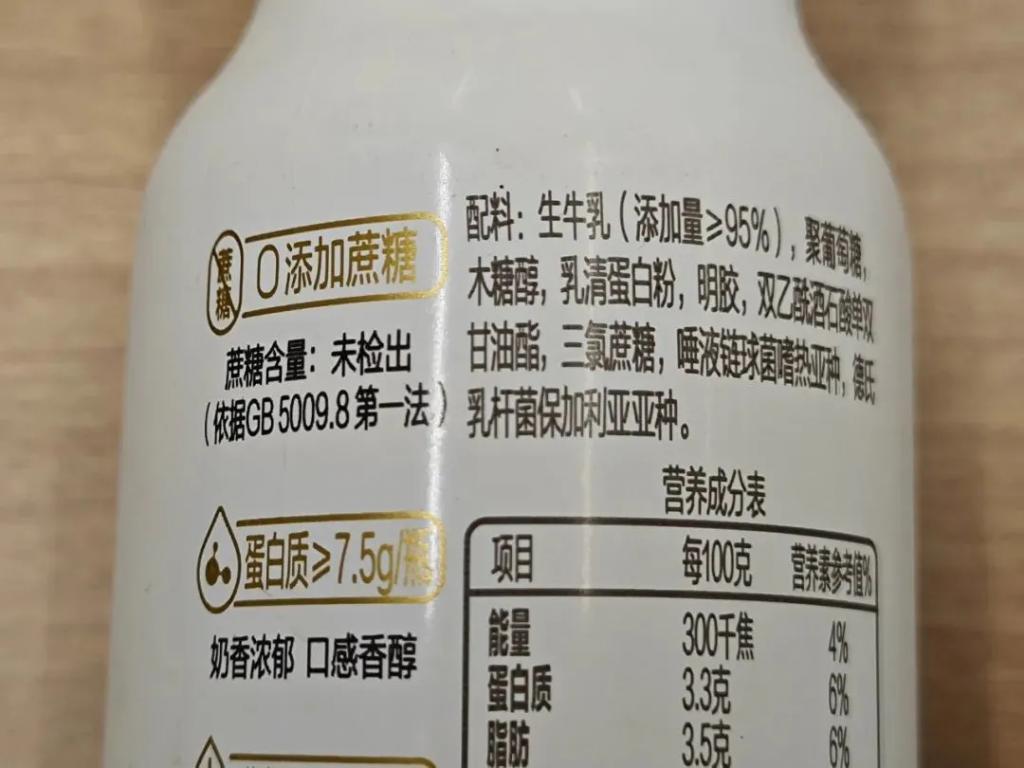 蔗糖
0添加蔗糖
蔗糖含量：未检出
（依据GB 5009.8 第一法）
蛋白质≥7.5g/瓶
奶香浓郁 口感香醇
配料：生牛乳（添加量≥95%），聚葡萄糖，
木糖醇，乳清蛋白粉，明胶，双乙酰酒石酸单双
甘油酯，三氯蔗糖，唾液链球菌嗜热亚种，德氏
乳杆菌保加利亚亚种。
营养成分表
项目 每100克 营养素参考值%
能量 300千焦 4%
蛋白质 3.3克 6%
脂肪 3.5克 6%